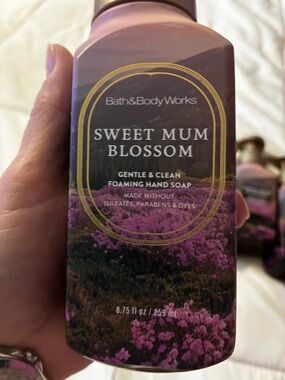 Bath&BodyWorks
SWEET MUM
BLOSSOM
GENTLE & CLEAN
FOAMING HAND SOAP
MADE WITHOUT
SULFATES, PARABENS & DYES
8.75 fl oz / 259 mL